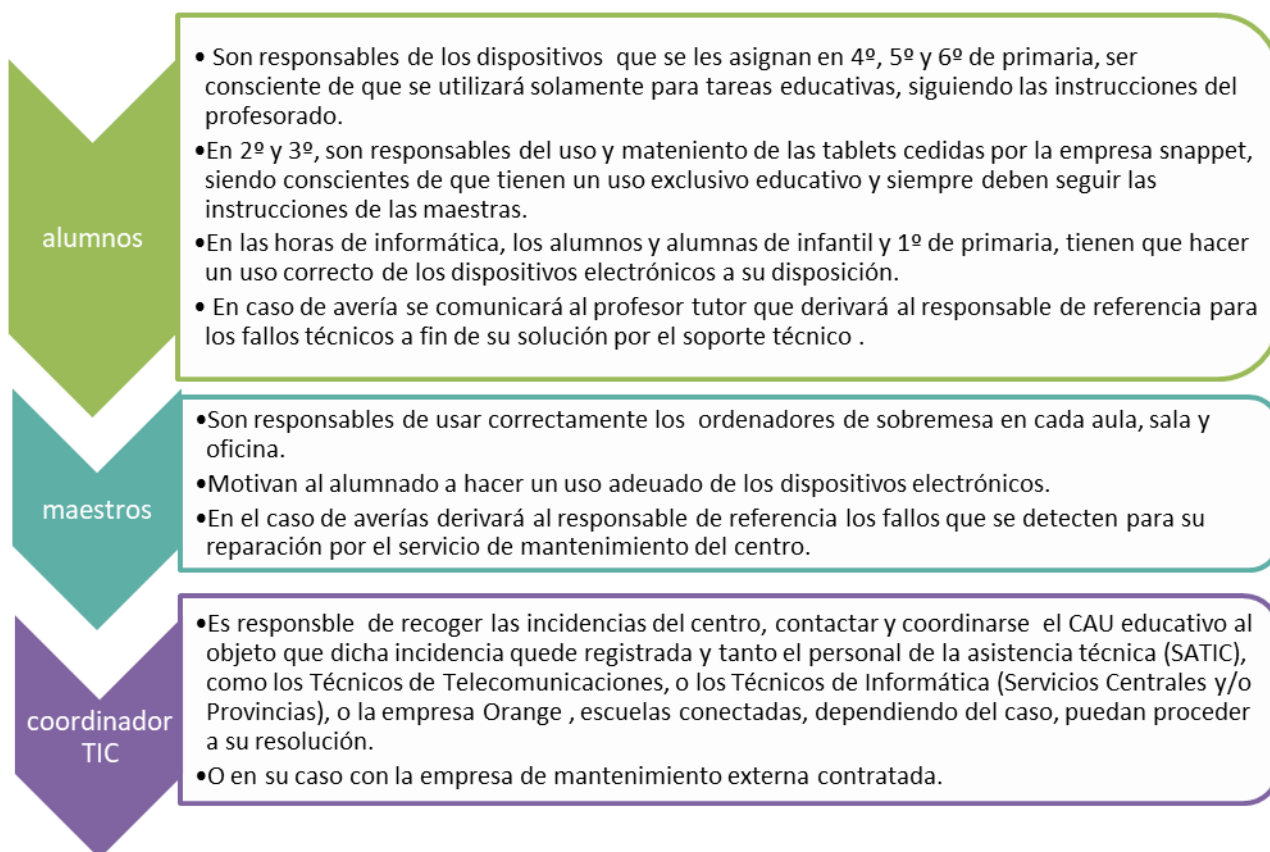 alumnos
• Son responsables de los dispositivos  que se les asignan en 4º, 5º y 6º de primaria, ser
consciente de que se utilizará solamente para tareas educativas, siguiendo las instrucciones del
profesorado.
•En 2º y 3º, son responsables del uso y mateniento de las tablets cedidas por la empresa snappet,
siendo conscientes de que tienen un uso exclusivo educativo y siempre deben seguir las
instrucciones de las maestras.
•En las horas de informática, los alumnos y alumnas de infantil y 1º de primaria, tienen que hacer
un uso correcto de los dispositivos electrónicos a su disposición.
• En caso de avería se comunicará al profesor tutor que derivará al responsable de referencia para
los fallos técnicos a fin de su solución por el soporte técnico .
maestros
•Son responsables de usar correctamente los  ordenadores de sobremesa en cada aula, sala y
oficina.
•Motivan al alumnado a hacer un uso adeuado de los dispositivos electrónicos.
•En el caso de averías derivará al responsable de referencia los fallos que se detecten para su
reparación por el servicio de mantenimiento del centro.
coordinador
TIC
•Es responsble  de recoger las incidencias del centro, contactar y coordinarse  el CAU educativo al
objeto que dicha incidencia quede registrada y tanto el personal de la asistencia técnica (SATIC),
como los Técnicos de Telecomunicaciones, o los Técnicos de Informática (Servicios Centrales y/o
Provincias), o la empresa Orange , escuelas conectadas, dependiendo del caso, puedan proceder
a su resolución.
•O en su caso con la empresa de mantenimiento externa contratada.